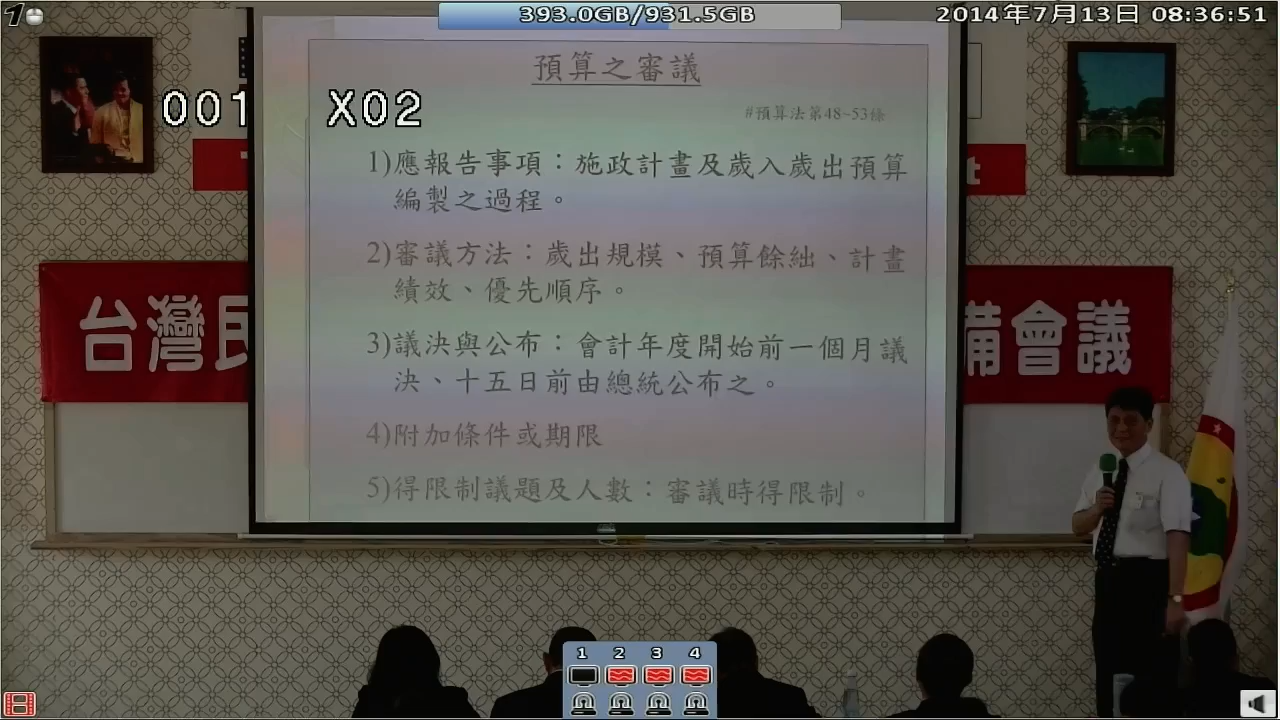 1
393.0GB/931.5GB
2014年7月13日 08:36:51
001
X02
預算之審議
#預算法第48~53條
1)應報告事項：施政計畫及歲入歲出預算
編製之過程。
2)審議方法：歲出規模、預算餘絀、計畫
績效、優先順序。
3)議決與公布：會計年度開始前一個月議
決、十五日前由總統公布之。
4)附加條件或期限
5)得限制議題及人數：審議時得限制。
t
台灣民
備會議
1 2 3 4